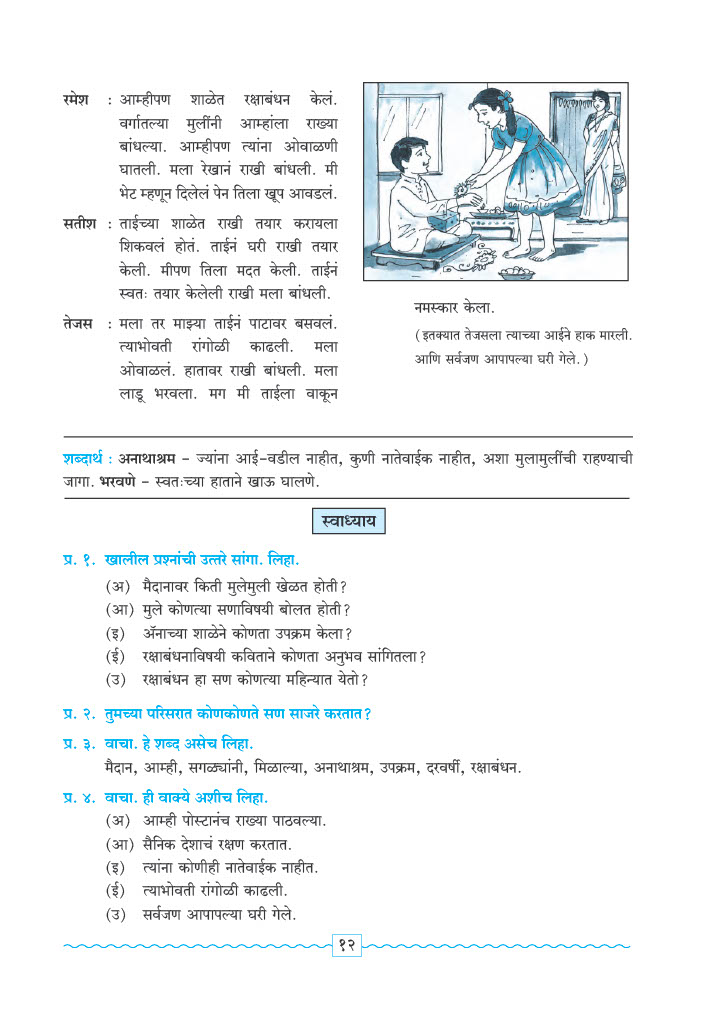 रमेश : आम्हीपण शाळेत रक्षाबंधन केलं.
वर्गातल्या मुलींनी आम्हांला राख्या
बांधल्या. आम्हीपण त्यांना ओवाळणी
घातली. मला रेखानं राखी बांधली. मी
भेट म्हणून दिलेलं पेन तिला खूप आवडलं.
सतीश : ताईच्या शाळेत राखी तयार करायला
शिकवलं होतं. ताईनं घरी राखी तयार
केली. मीपण तिला मदत केली. ताईनं
स्वतः तयार केलेली राखी मला बांधली.
तेजस : मला तर माझ्या ताईनं पाटावर बसवलं.
त्याभोवती रांगोळी काढली. मला
ओवाळलं. हातावर राखी बांधली. मला
लाडू भरवला. मग मी ताईला वाकून
नमस्कार केला.
(इतक्यात तेजसला त्याच्या आईने हाक मारली.
आणि सर्वजण आपापल्या घरी गेले.)
शब्दार्थ : अनाथाश्रम – ज्यांना आई-वडील नाहीत, कुणी नातेवाईक नाहीत, अशा मुलामुलींची राहण्याची
जागा. भरवणे – स्वतःच्या हाताने खाऊ घालणे.
स्वाध्याय
प्र. १. खालील प्रश्नांची उत्तरे सांगा. लिहा.
(अ) मैदानावर किती मुलेमुली खेळत होती?
(आ) मुले कोणत्या सणाविषयी बोलत होती?
(इ) ॲनाच्या शाळेने कोणता उपक्रम केला?
(ई) रक्षाबंधनाविषयी कविताने कोणता अनुभव सांगितला?
(उ) रक्षाबंधन हा सण कोणत्या महिन्यात येतो?
प्र. २. तुमच्या परिसरात कोणकोणते सण साजरे करतात?
प्र. ३. वाचा. हे शब्द असेच लिहा.
मैदान, आम्ही, सगळ्यांनी, मिळाल्या, अनाथाश्रम, उपक्रम, दरवर्षी, रक्षाबंधन.
प्र. ४. वाचा. ही वाक्ये अशीच लिहा.
(अ) आम्ही पोस्टानंच राख्या पाठवल्या.
(आ) सैनिक देशाचं रक्षण करतात.
(इ) त्यांना कोणीही नातेवाईक नाहीत.
(ई) त्याभोवती रांगोळी काढली.
(उ) सर्वजण आपापल्या घरी गेले.
१२